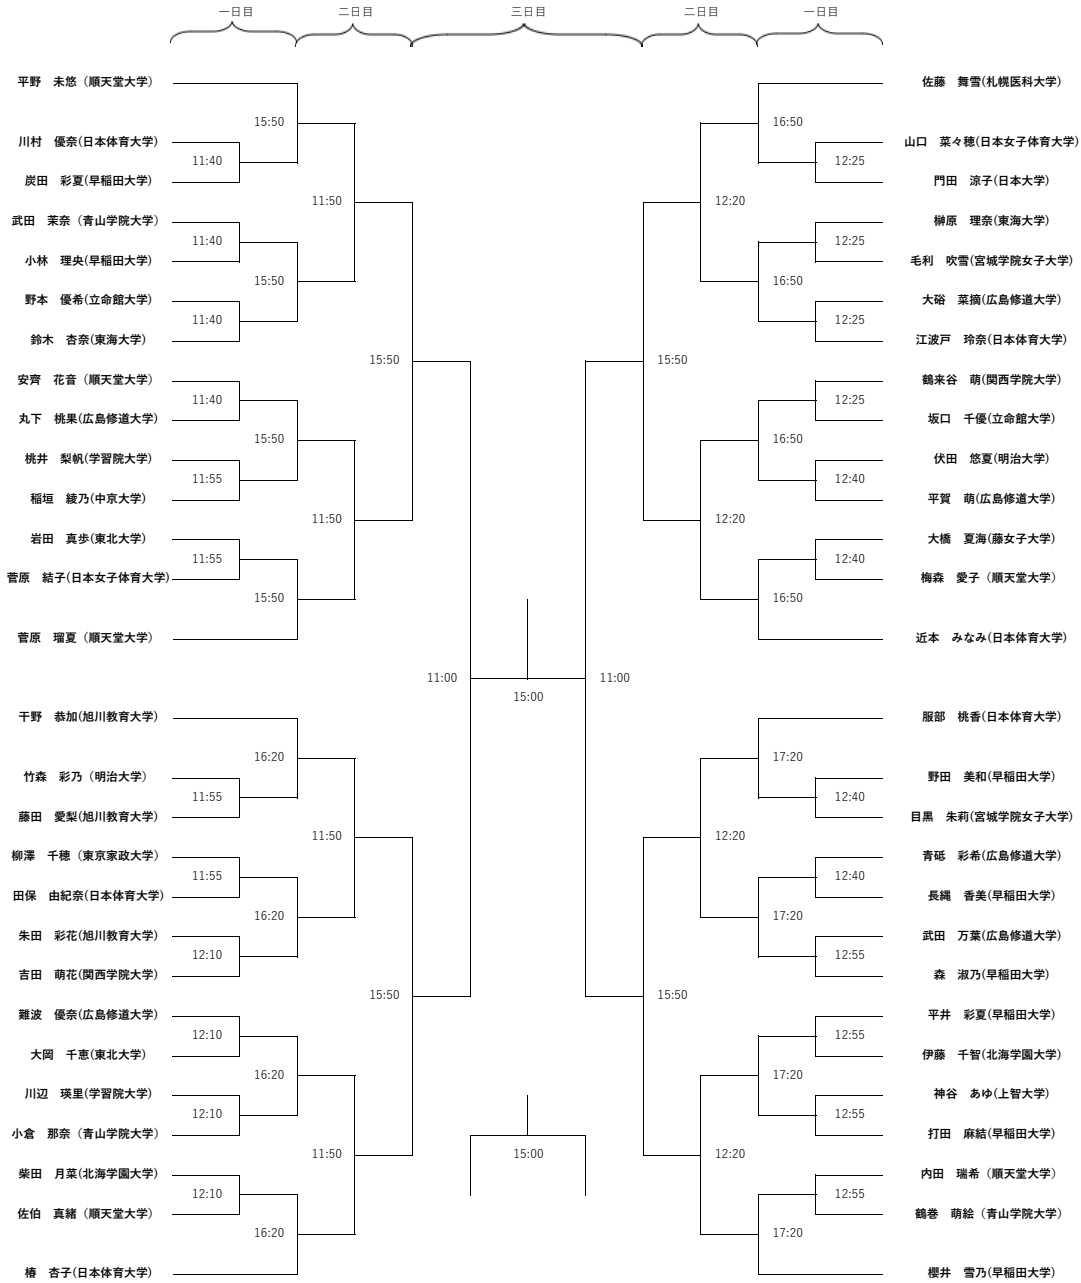 一日目 二日目 三日目 二日目 一日目
平野　未悠（順天堂大学）
15:50
川村　優奈(日本体育大学)
11:40
炭田　彩夏(早稲田大学)
11:50
武田　茉奈（青山学院大学）
11:40
小林　理央(早稲田大学)
15:50
野本　優希(立命館大学)
11:40
鈴木　杏奈(東海大学)
15:50
安齊　花音（順天堂大学）
11:40
丸下　桃果(広島修道大学)
15:50
桃井　梨帆(学習院大学)
11:55
稲垣　綾乃(中京大学)
11:50
岩田　真歩(東北大学)
11:55
菅原　結子(日本女子体育大学)
15:50
菅原　瑠夏（順天堂大学）
11:00
干野　恭加(旭川教育大学)
16:20
竹森　彩乃（明治大学）
11:55
藤田　愛梨(旭川教育大学)
11:50
柳澤　千穂（東京家政大学）
11:55
田保　由紀奈(日本体育大学)
16:20
朱田　彩花(旭川教育大学)
12:10
吉田　萌花(関西学院大学)
15:50
難波　優奈(広島修道大学)
12:10
大岡　千恵(東北大学)
16:20
川辺　瑛里(学習院大学)
12:10
小倉　那奈（青山学院大学）
11:50
柴田　月菜(北海学園大学)
12:10
佐伯　真緒（順天堂大学）
16:20
椿　杏子(日本体育大学)
15:00
15:00
佐藤　舞雪(札幌医科大学)
16:50
山口　菜々穂(日本女子体育大学)
12:25
門田　涼子(日本大学)
12:20
榊原　理奈(東海大学)
12:25
毛利　吹雪(宮城学院女子大学)
16:50
大硲　菜摘(広島修道大学)
12:25
江波戸　玲奈(日本体育大学)
15:50
鶴来谷　萌(関西学院大学)
12:25
坂口　千優(立命館大学)
16:50
伏田　悠夏(明治大学)
12:40
平賀　萌(広島修道大学)
12:20
大橋　夏海(藤女子大学)
12:40
梅森　愛子（順天堂大学）
16:50
近本　みなみ(日本体育大学)
11:00
服部　桃香(日本体育大学)
17:20
野田　美和(早稲田大学)
12:40
目黒　朱莉(宮城学院女子大学)
12:20
青砥　彩希(広島修道大学)
12:40
長縄　香美(早稲田大学)
17:20
武田　万葉(広島修道大学)
12:55
森　淑乃(早稲田大学)
15:50
平井　彩夏(早稲田大学)
12:55
伊藤　千智(北海学園大学)
17:20
神谷　あゆ(上智大学)
12:55
打田　麻結(早稲田大学)
12:20
内田　瑞希（順天堂大学）
12:55
鶴巻　萌絵（青山学院大学）
17:20
櫻井　雪乃(早稲田大学)